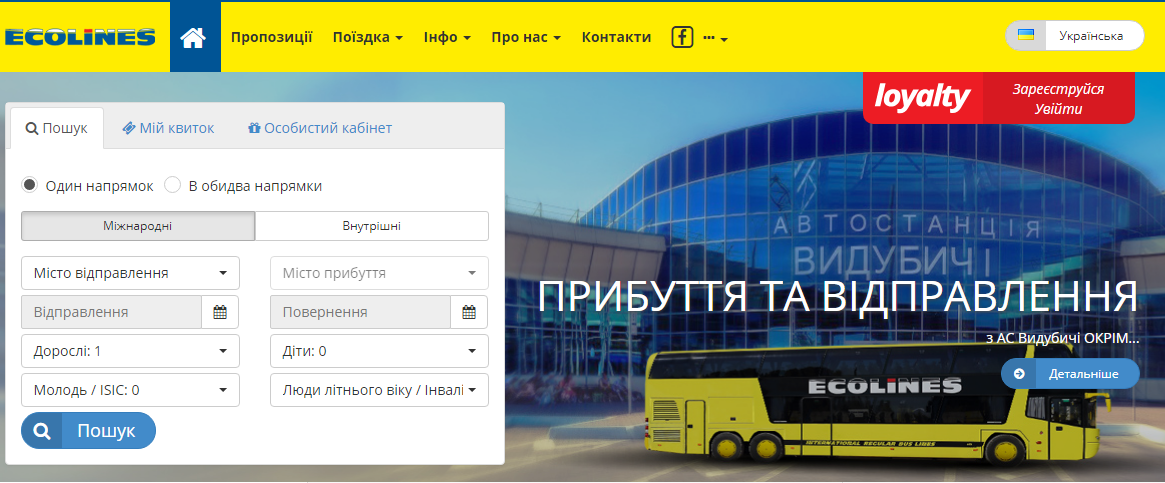 ECOLINES
Пропозиції
Поїздка
Інфо
Про нас
Контакти
Українська
loyalty
Зареєструйся
Увійти
Пошук
Мій квиток
Особистий кабінет
Один напрямок
В обидва напрямки
Міжнародні
Внутрішні
Місто відправлення
Місто прибуття
Відправлення
Повернення
Дорослі: 1
Діти: 0
Молодь / ISIC: 0
Люди літнього віку / Інвалі
Пошук
АВТОСТАНЦІЯ
ВИДУБИЧІ
ПРИБУТТЯ ТА ВІДПРАВЛЕННЯ
з АС Видубичі ОКРІМ...
Детальніше
ECOLINES
INTERNATIONAL REGULAR BUS LINES